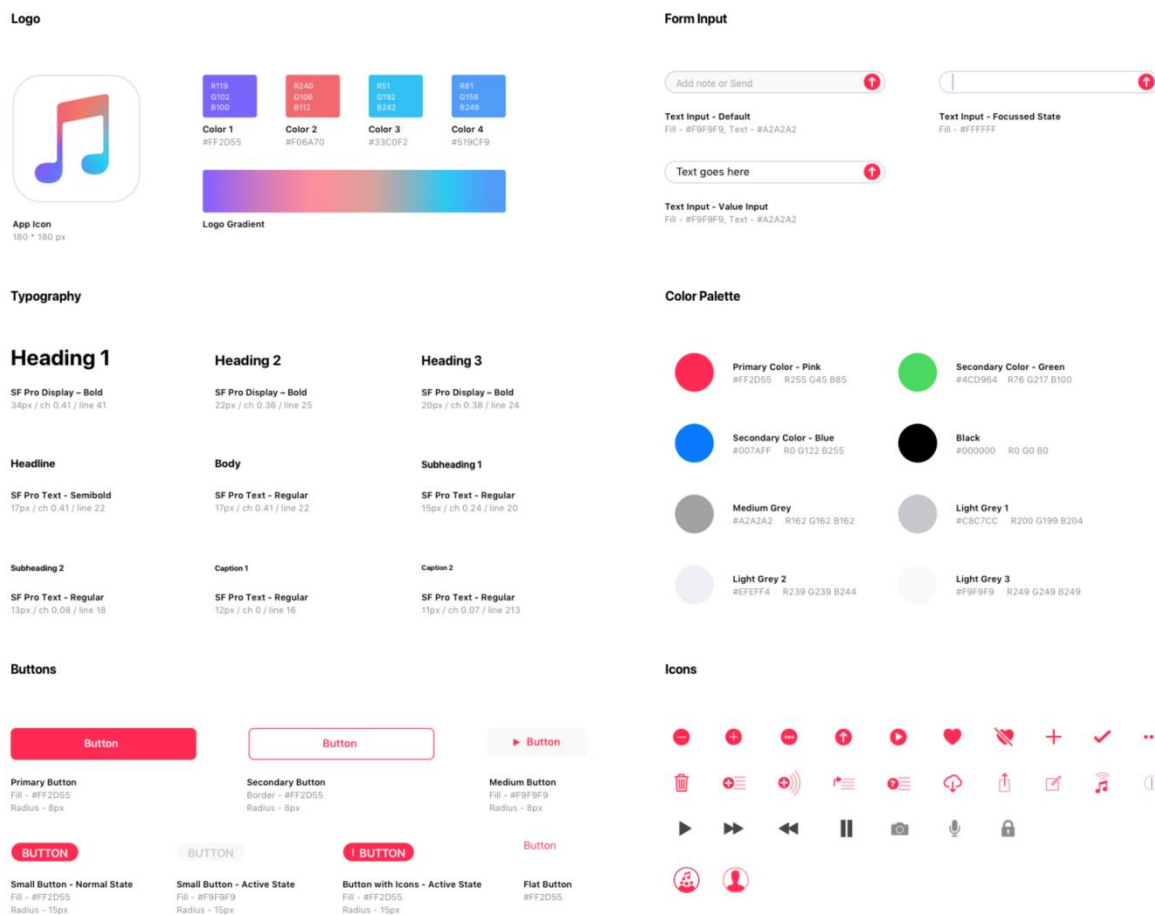 Logo
R119
G102
B100
R240
G106
B112
R51
G192
B242
R81
G156
B249
Color 1
#FF2D55
Color 2
#F06A70
Color 3
#33C0F2
Color 4
#519CF9
App Icon
180 * 180 px
Logo Gradient
Form Input
Add note or Send
Text Input - Default
Fill - #F9F9F9, Text - #A2A2A2
Text Input - Focussed State
Fill - #FFFFFF
Text goes here
Text Input - Value Input
Fill - #F9F9F9, Text - #A2A2A2
Typography
Heading 1
SF Pro Display – Bold
34px / ch 0.41 / line 41
Heading 2
SF Pro Display – Bold
22px / ch 0.36 / line 25
Heading 3
SF Pro Display – Bold
20px / ch 0.38 / line 24
Headline
SF Pro Text - Semibold
17px / ch 0.41 / line 22
Body
SF Pro Text - Regular
17px / ch 0.41 / line 22
Subheading 1
SF Pro Text - Regular
15px / ch 0.24 / line 20
Subheading 2
SF Pro Text - Regular
13px / ch 0.08 / line 18
Caption 1
SF Pro Text - Regular
12px / ch 0 / line 16
Caption 2
SF Pro Text - Regular
11px / ch 0.07 / line 213
Color Palette
Primary Color - Pink
#FF2D55 R255 G45 B85
Secondary Color - Green
#4CD964 R76 G217 B100
Secondary Color - Blue
#007AFF R0 G122 B255
Black
#000000 R0 G0 B0
Medium Grey
#A2A2A2 R162 G162 B162
Light Grey 1
#C8C7CC R200 G199 B204
Light Grey 2
#EFEFF4 R239 G239 B244
Light Grey 3
#F9F9F9 R249 G249 B249
Buttons
Button
Primary Button
Fill - #FF2D55
Radius - 8px
Button
Secondary Button
Border - #FF2D55
Radius - 8px
Button
Medium Button
Fill - #F9F9F9
Radius - 8px
BUTTON
Small Button - Normal State
Fill - #FF2D55
Radius - 15px
BUTTON
Small Button - Active State
Fill - #F9F9F9
Radius - 15px
BUTTON
Button with Icons - Active State
Fill - #FF2D55
Radius - 15px
Button
Flat Button
#FF2D55
Icons